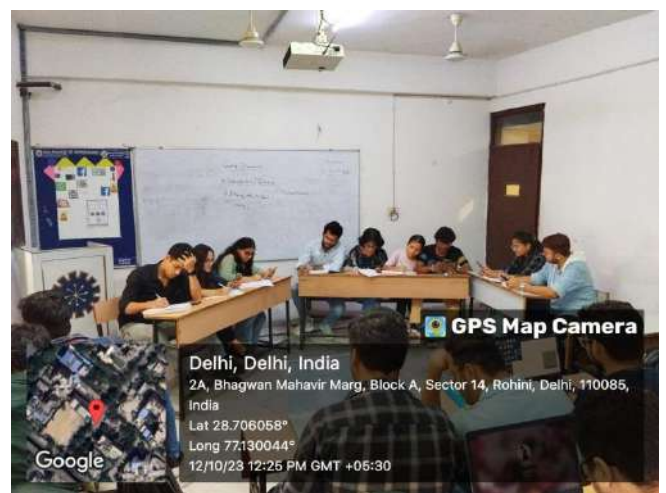 GPS Map Camera
Delhi, Delhi, India
2A, Bhagwan Mahavir Marg, Block A, Sector 14, Rohini, Delhi, 110085,
India
Lat 28.706058°
Long 77.130044°
12/10/23 12:25 PM GMT +05:30
Google